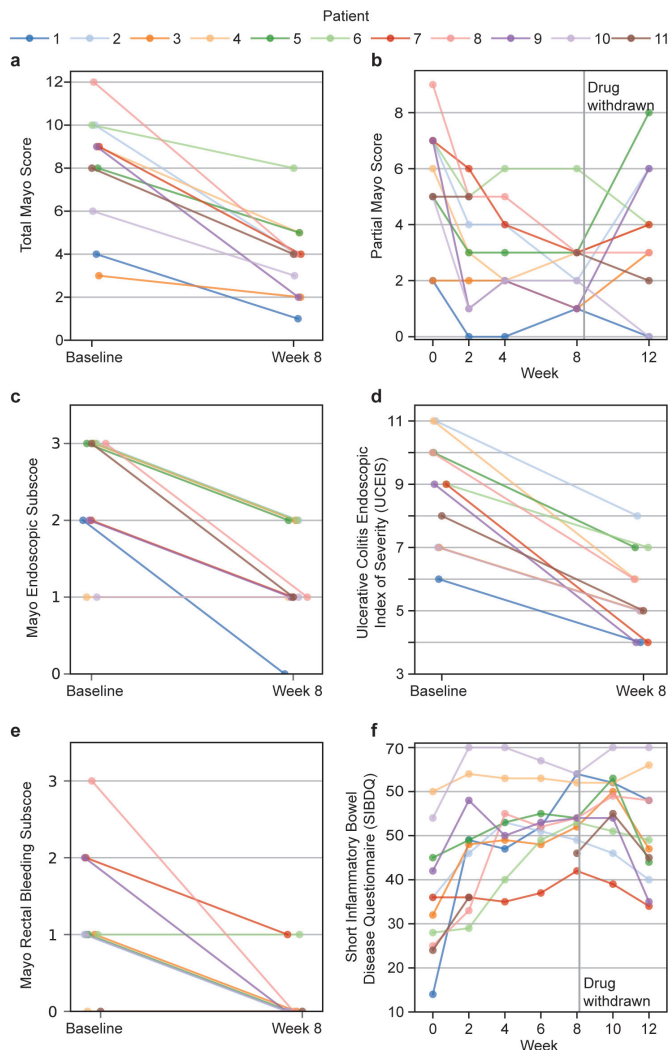 Patient
1 2 3 4 5 6 7 8 9 10 11
a
Total Mayo Score
12
10
8
6
4
2
0
Baseline Week 8
b
Partial Mayo Score
Drug
withdrawn
8
6
4
2
0
0 2 4 8 12
Week
c
Mayo Endoscopic Subscoe
3
2
1
0
Baseline Week 8
d
Ulcerative Colitis Endoscopic
Index of Severity (UCEIS)
11
9
7
5
3
Baseline Week 8
e
Mayo Rectal Bleeding Subscoe
3
2
1
0
Baseline Week 8
f
Short Inflammatory Bowel
Disease Questionnaire (SIBDQ)
70
50
50
40
30
20
10
Drug
withdrawn
0 2 4 6 8 10 12
Week